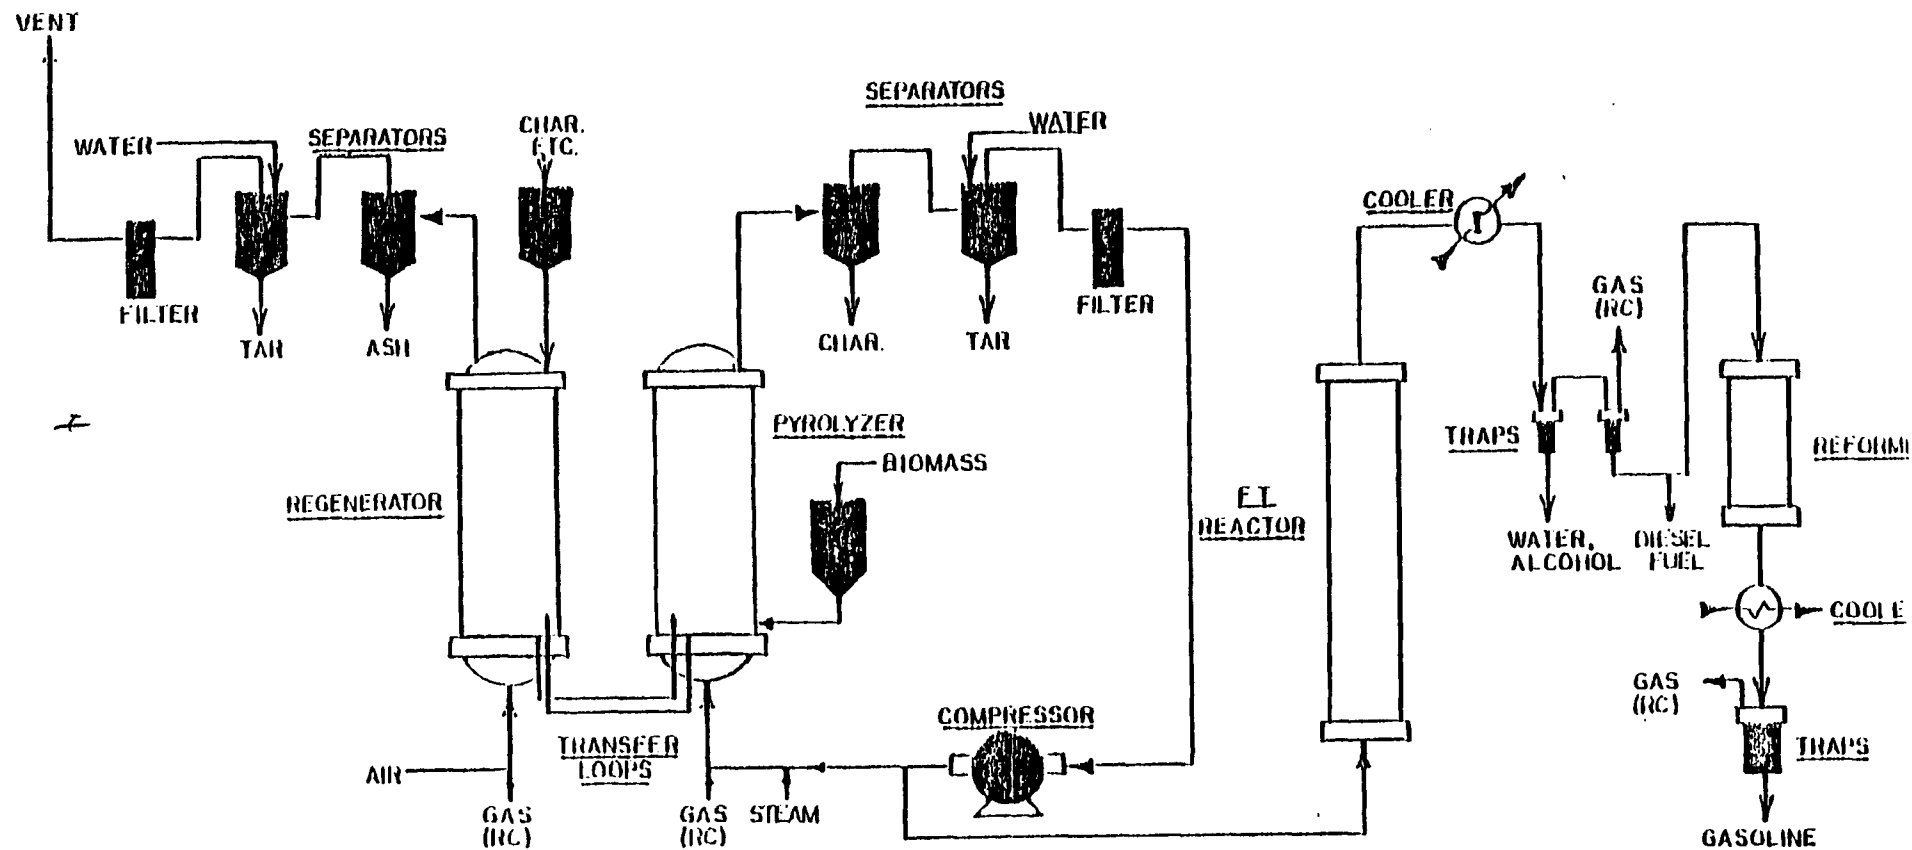 VENT
WATER
SEPARATORS
CHAR.
ETC.
SEPARATORS
WATER
FILTER
TAR
ASH
CHAR.
TAR
FILTER
COOLER
GAS
(RC)
REGENERATOR
PYROLYZER
BIOMASS
F.T.
REACTOR
TRAPS
WATER,
ALCOHOL
DIESEL
FUEL
REFORM
COOLE
GAS
(RC)
TRAPS
GASOLINE
COMPRESSOR
TRANSFER
LOOPS
AIR
GAS
(RC)
GAS
(RC)
STEAM